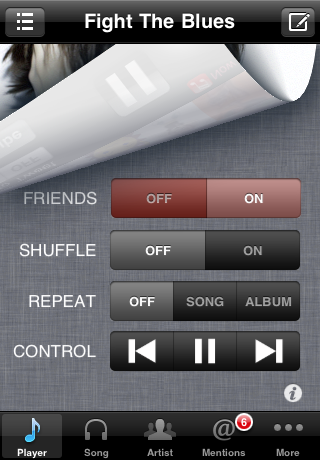 Fight The Blues
FRIENDS OFF ON
SHUFFLE OFF ON
REPEAT OFF SONG ALBUM
CONTROL
Player Song Artist Mentions 6 More